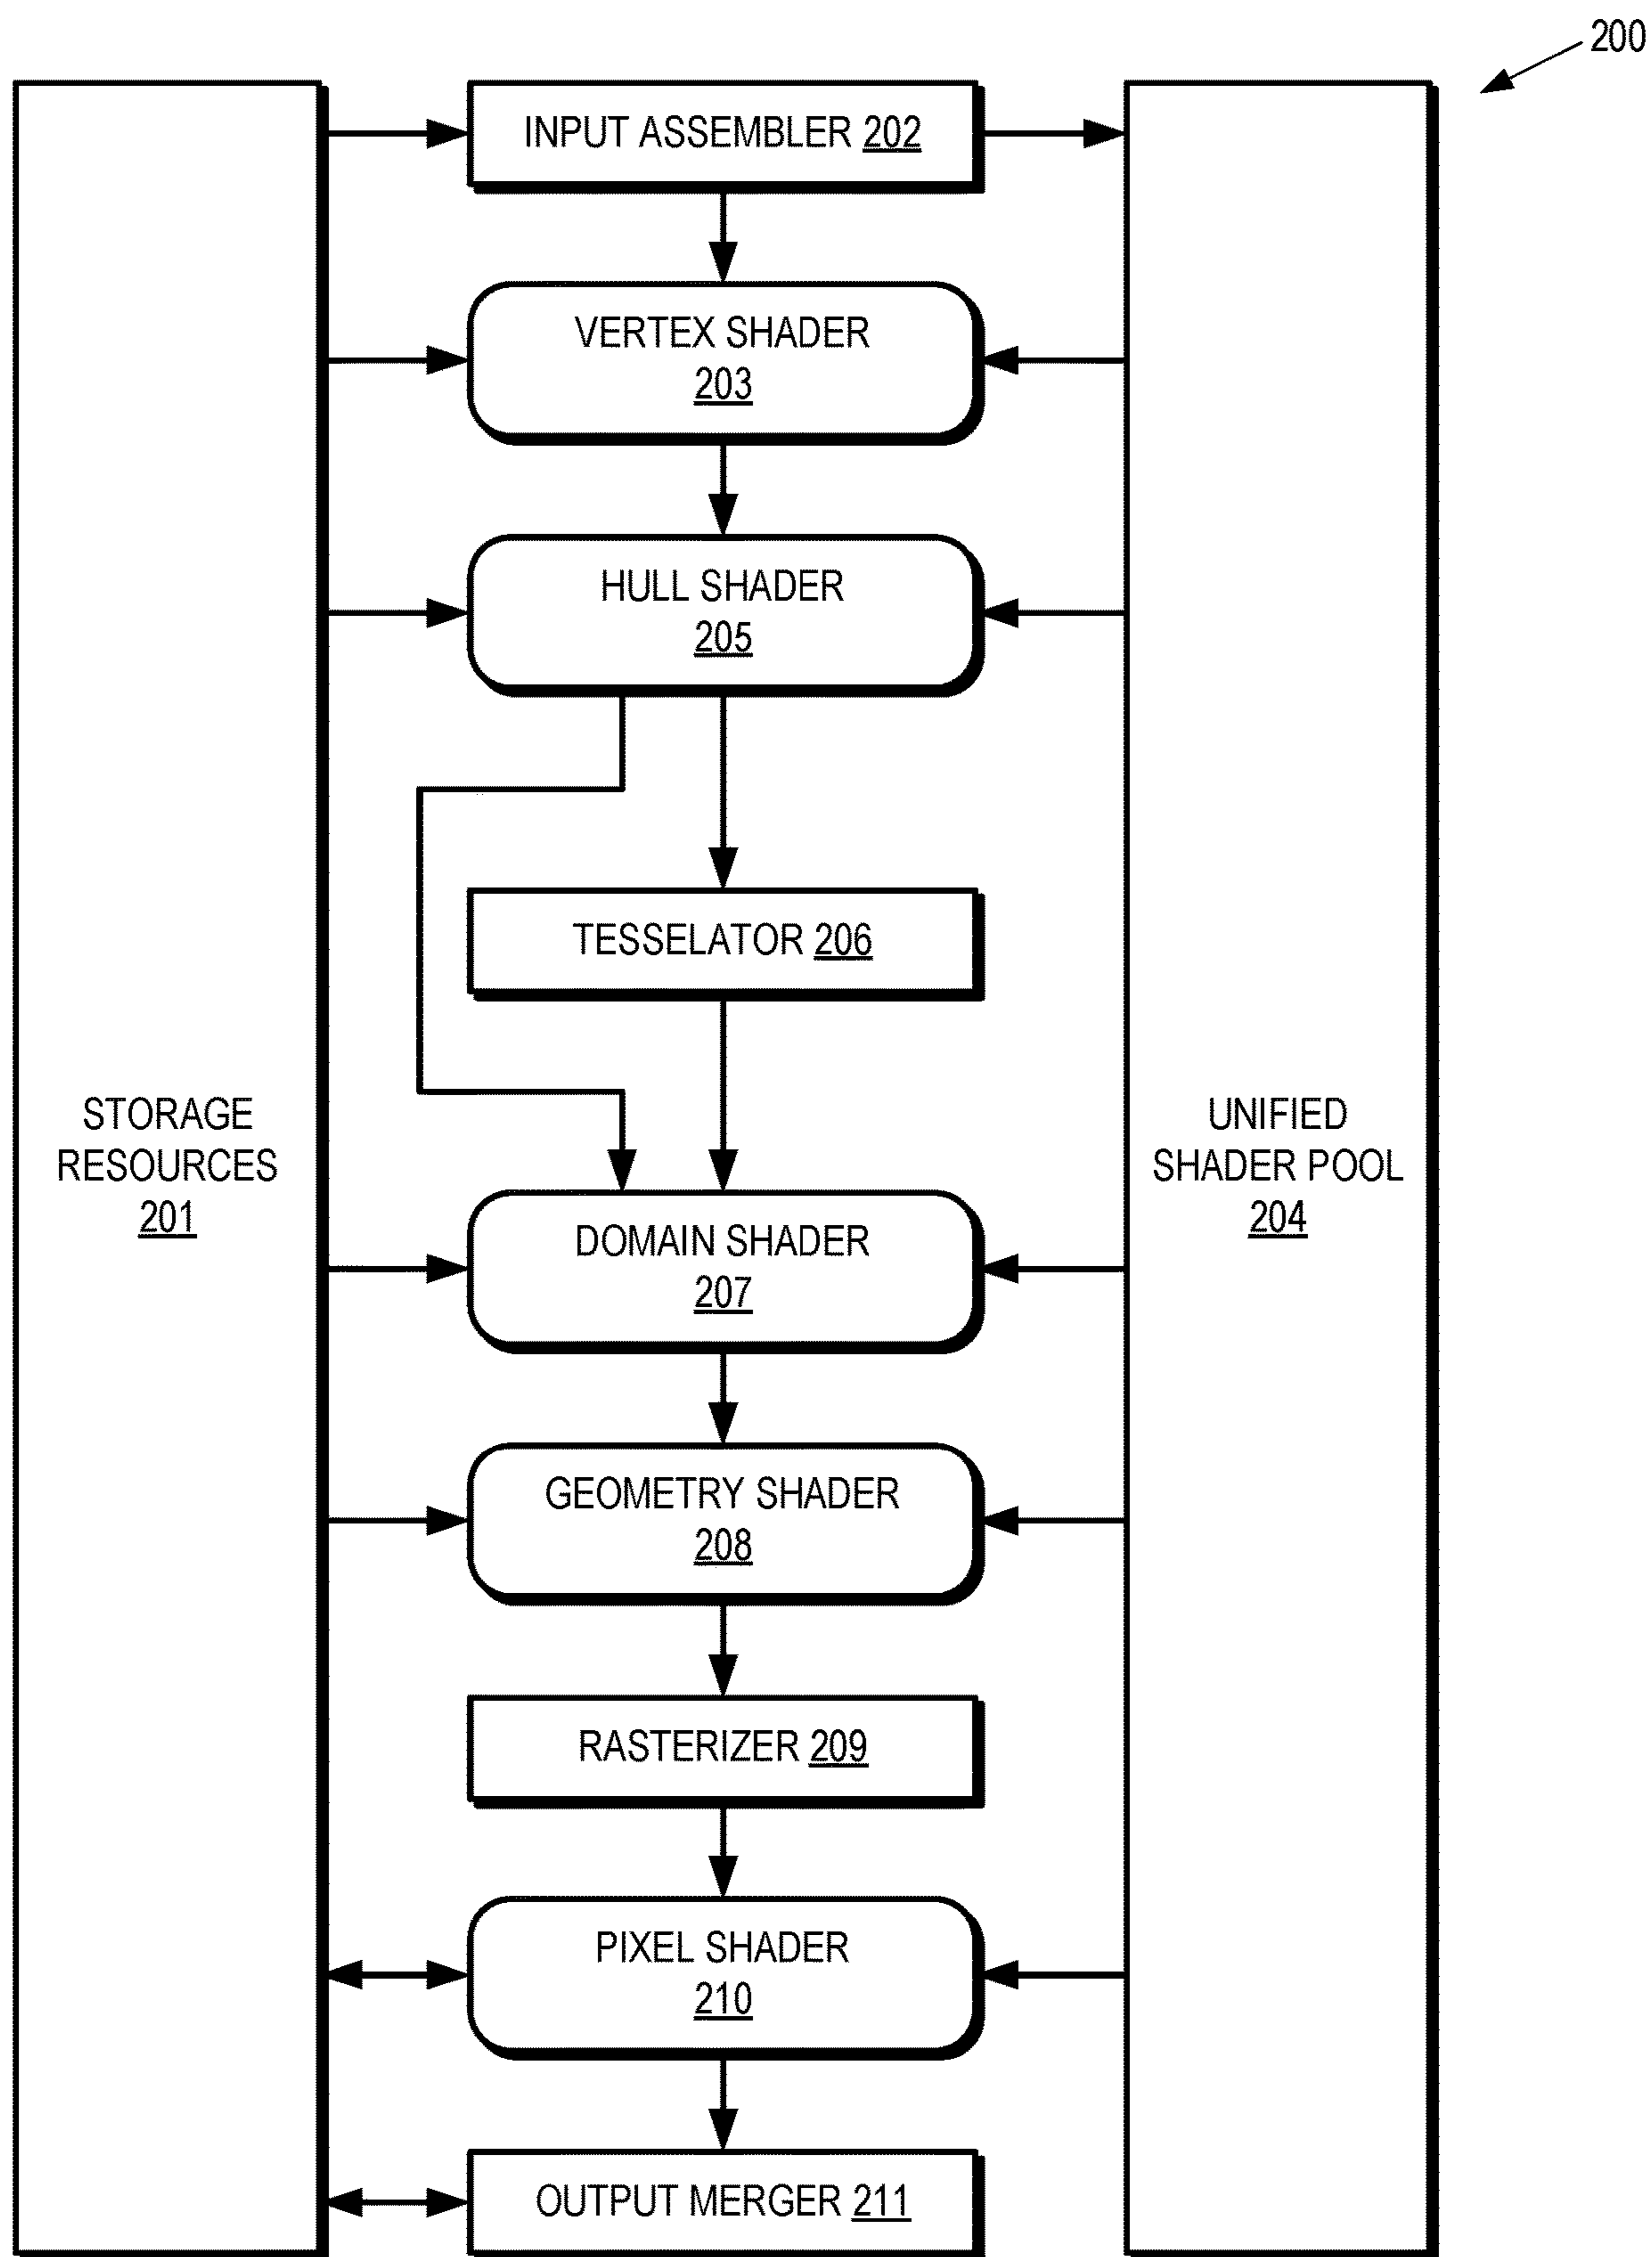 200
INPUT ASSEMBLER 202
VERTEX SHADER
203
HULL SHADER
205
TESSELATOR 206
STORAGE
RESOURCES
201
UNIFIED
SHADER POOL
204
DOMAIN SHADER
207
GEOMETRY SHADER
208
RASTERIZER 209
PIXEL SHADER
210
OUTPUT MERGER 211